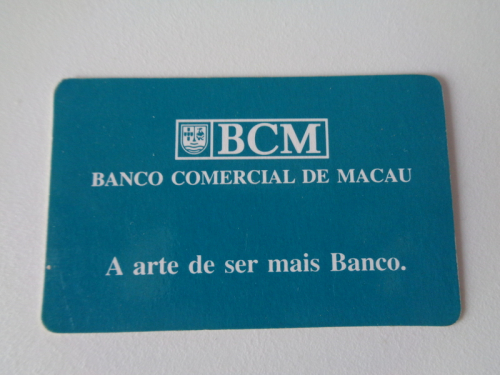 BCM
BANCO COMERCIAL DE MACAU
A arte de ser mais Banco.